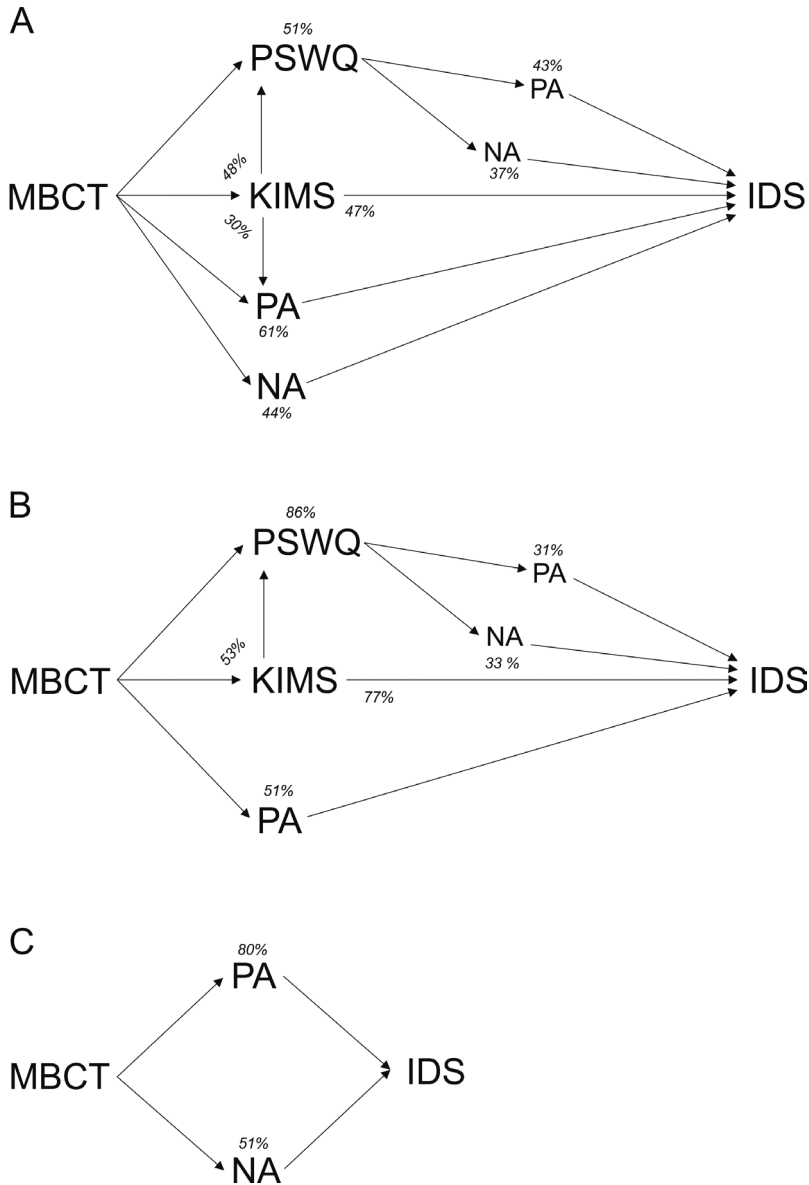 A
51%
PSWQ
43%
PA
NA
37%
48%
MBCT
KIMS
47%
IDS
30%
PA
61%
NA
44%
B
86%
PSWQ
31%
PA
NA
33 %
53%
MBCT
KIMS
77%
IDS
51%
PA
C
80%
PA
MBCT
IDS
51%
NA